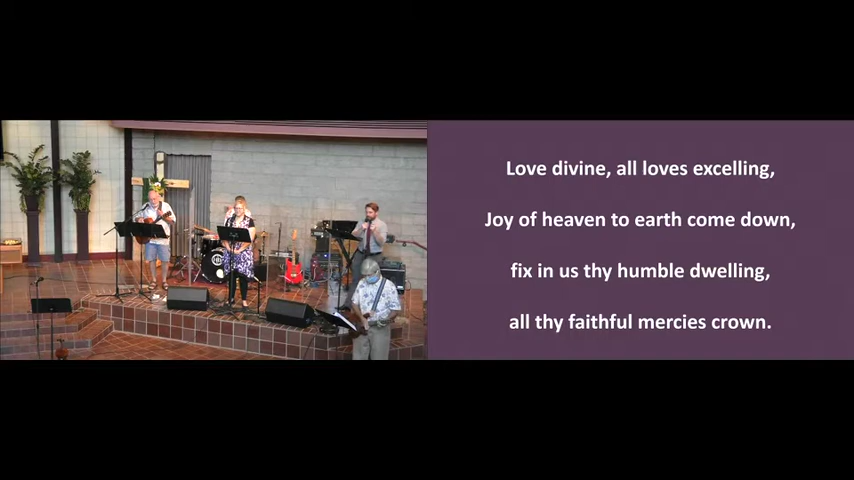 Love divine, all loves excelling,
Joy of heaven to earth come down,
fix in us thy humble dwelling,
all thy faithful mercies crown.